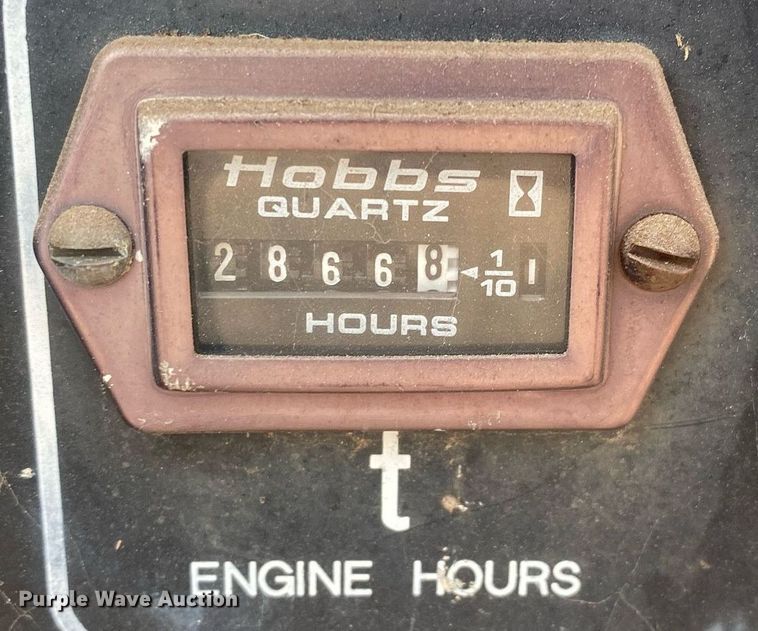 Hobbs
QUARTZ
2 8 6 6 8 ◄ 1/10 1
HOURS
t
ENGINE HOURS
Purple Wave Auction